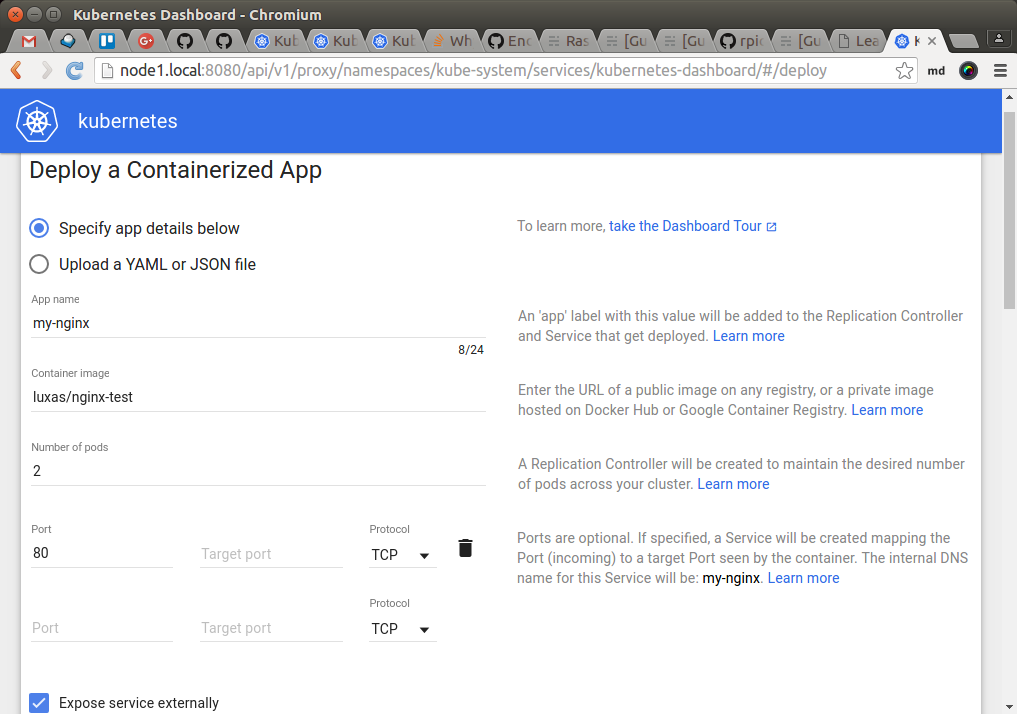 Kubernetes Dashboard - Chromium
Kub
Kub
Kub
Wh
Enc
Ras
[Gu
[Gu
rpi
[Gu
Lea
node1.local:8080/api/v1/proxy/namespaces/kube-system/services/kubernetes-dashboard/#/deploy
md
kubernetes
Deploy a Containerized App
Specify app details below
To learn more, take the Dashboard Tour
Upload a YAML or JSON file
App name
my-nginx
8/24
An 'app' label with this value will be added to the Replication Controller
and Service that get deployed. Learn more
Container image
luxas/nginx-test
Enter the URL of a public image on any registry, or a private image
hosted on Docker Hub or Google Container Registry. Learn more
Number of pods
2
A Replication Controller will be created to maintain the desired number
of pods across your cluster. Learn more
Port
80
Target port
Protocol
TCP
Ports are optional. If specified, a Service will be created mapping the
Port (incoming) to a target Port seen by the container. The internal DNS
name for this Service will be: my-nginx. Learn more
Port
Target port
Protocol
TCP
Expose service externally